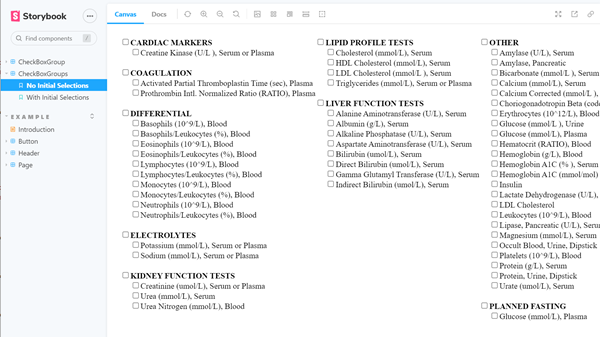 Storybook
Find components
/
CheckBoxGroup
CheckBoxGroups
No Initial Selections
With Initial Selections
EXAMPLE
Introduction
Button
Header
Page
Canvas
Docs
CARDIAC MARKERS
Creatine Kinase (U/L ), Serum or Plasma
COAGULATION
Activated Partial Thromboplastin Time (sec), Plasma
Prothrombin Intl. Normalized Ratio (RATIO), Plasma
DIFFERENTIAL
Basophils (10^9/L), Blood
Basophils/Leukocytes (%), Blood
Eosinophils (10^9/L), Blood
Eosinophils/Leukocytes (%), Blood
Lymphocytes (10^9/L), Blood
Lymphocytes/Leukocytes (%), Blood
Monocytes (10^9/L), Blood
Monocytes/Leukocytes (%), Blood
Neutrophils (10^9/L), Blood
Neutrophils/Leukocytes (%), Blood
ELECTROLYTES
Potassium (mmol/L), Serum or Plasma
Sodium (mmol/L), Serum or Plasma
KIDNEY FUNCTION TESTS
Creatinine (umol/L), Serum or Plasma
Urea (mmol/L), Serum
Urea Nitrogen (mmol/L), Blood
LIPID PROFILE TESTS
Cholesterol (mmol/L), Serum
HDL Cholesterol (mmol/L), Serum
LDL Cholesterol (mmol/L), Serum
Triglycerides (mmol/L), Serum or Plasma
LIVER FUNCTION TESTS
Alanine Aminotransferase (U/L), Serum
Albumin (g/L), Serum
Alkaline Phosphatase (U/L), Serum
Aspartate Aminotransferase (U/L), Serum
Bilirubin (umol/L), Serum
Direct Bilirubin (umol/L), Serum
Gamma Glutamyl Transferase (U/L), Serum
Indirect Bilirubin (umol/L), Serum
OTHER
Amylase (U/L), Serum
Amylase, Pancreatic
Bicarbonate (mmol/L ), Serum
Calcium (mmol/L), Serum
Calcium Corrected (mmol/L ),
Choriogonadotropin Beta (code
Erythrocytes (10^12/L), Blood
Glucose (mmol/L ), Urine
Glucose (mmol/L), Plasma
Hematocrit (RATIO), Blood
Hemoglobin (g/L), Blood
Hemoglobin A1C (% ), Serum
Hemoglobin A1C (mmol/mol)
Insulin
Lactate Dehydrogenase (U/L),
LDL Cholesterol
Leukocytes (10^9/L), Blood
Lipase, Pancreatic (U/L), Serum
Magnesium (mmol/L), Serum
Occult Blood, Urine, Dipstick
Platelets (10^9/L), Blood
Protein (g/L), Serum
Protein, Urine, Dipstick
Urate (umol/L), Serum
PLANNED FASTING
Glucose (mmol/L), Plasma